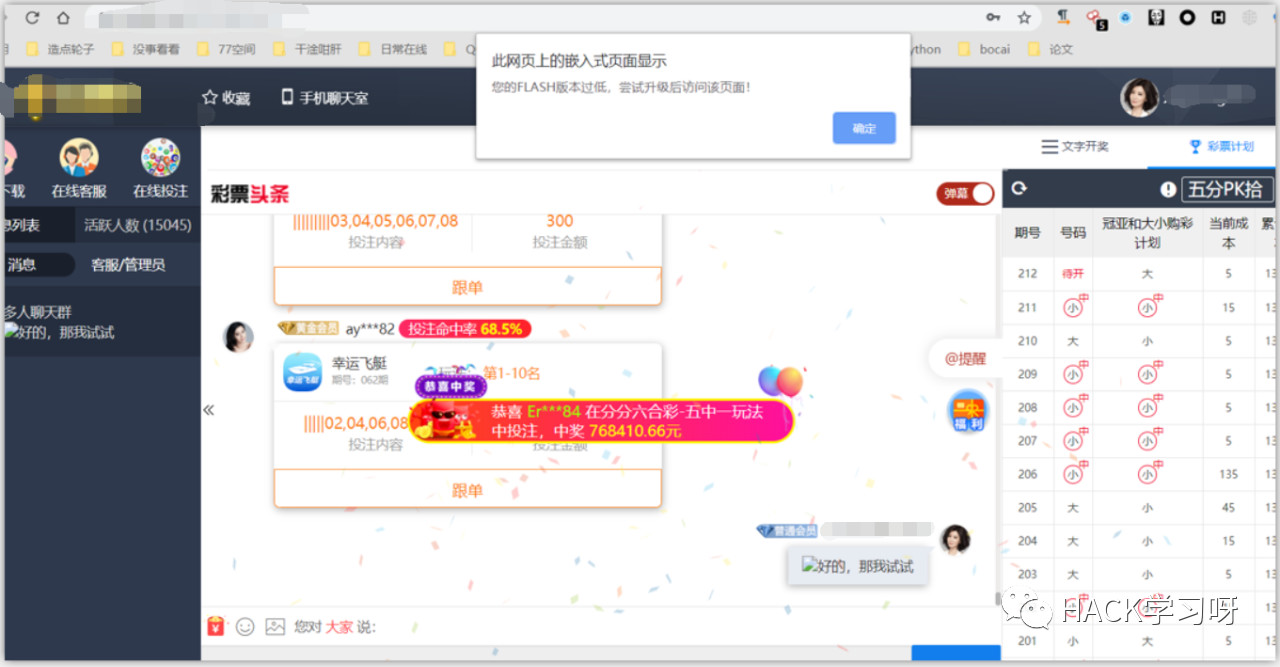 5
造点轮子
没事看看
77空间
干淦咁肝
日常在线
Q
ython
bocai
论文
此网页上的嵌入式页面显示
您的FLASH版本过低，尝试升级后访问该页面！
确定
收藏
手机聊天室
下载
在线客服
在线投注
息列表
活跃人数 (15045)
消息
客服/管理员
多人聊天群
好的，那我试试
彩票头条
弹幕
||||||||||03,04,05,06,07,08
300
投注内容
投注金额
跟单
黄金会员
ay***82
投注命中率 68.5%
幸运飞艇
幸运飞艇
期号：062期
第1-10名
恭喜中奖
恭喜 Er***84 在分分六合彩-五中一玩法
中投注，中奖 768410.66元
|||||02,04,06,08
投注内容
投注金额
跟单
@提醒
福利
普通会员
好的，那我试试
您对 大家 说:
文字开奖
彩票计划
五分PK拾
期号 号码 冠亚和大小购彩计划 当前成本 累
212 待开 大 5 13
211 小 中 小 中 15 13
210 大 小 5 13
209 小 中 小 中 5 13
208 小 中 小 中 5 13
207 小 中 小 中 5 13
206 小 中 小 中 135 13
205 大 小 45 13
204 大 小 15 13
203 大 小 5 13
201 小 大 5 13
HACK学习呀